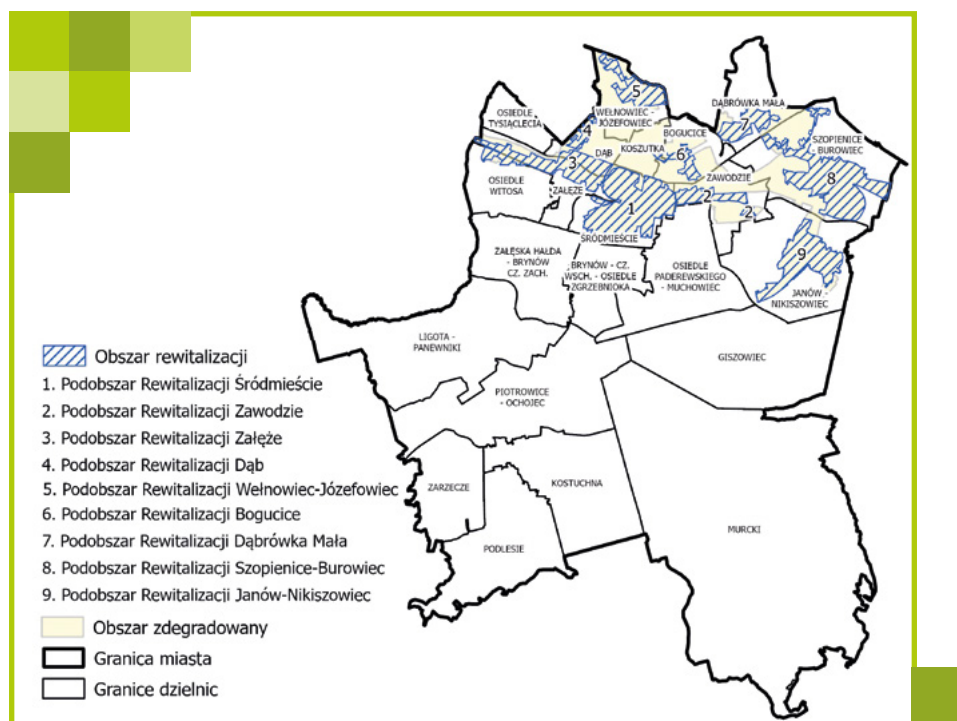 OSIEDLE
TYSIĄCLECIA
WEŁNOWIEC -
JÓZEFOWIEC
5
DĄBRÓWKA MAŁA
7
4
BOGUCICE
SZOPIENICE
- BUROWIEC
DĄB
KOSZUTKA
6
3
OSIEDLE
WITOSA
ZAŁĘŻE
ZAWODZIE
8
1
2
2
ŚRÓDMIEŚCIE
9
ZAŁĘSKA HAŁDA
- BRYNÓW
CZ. ZACH.
BRYNÓW - CZ.
WSCH. - OSIEDLE
ZGRZEBNIOKA
OSIEDLE
PADEREWSKIEGO
- MUCHOWIEC
JANÓW -
NIKISZOWIEC
LIGOTA -
PANEWNIKI
GISZOWIEC
PIOTROWICE
- OCHOJEC
ZARZECZE
KOSTUCHNA
MURCKI
PODLESIE
Obszar rewitalizacji
1. Podobszar Rewitalizacji Śródmieście
2. Podobszar Rewitalizacji Zawodzie
3. Podobszar Rewitalizacji Załęże
4. Podobszar Rewitalizacji Dąb
5. Podobszar Rewitalizacji Wełnowiec-Józefowiec
6. Podobszar Rewitalizacji Bogucice
7. Podobszar Rewitalizacji Dąbrówka Mała
8. Podobszar Rewitalizacji Szopienice-Burowiec
9. Podobszar Rewitalizacji Janów-Nikiszowiec
Obszar zdegradowany
Granica miasta
Granice dzielnic